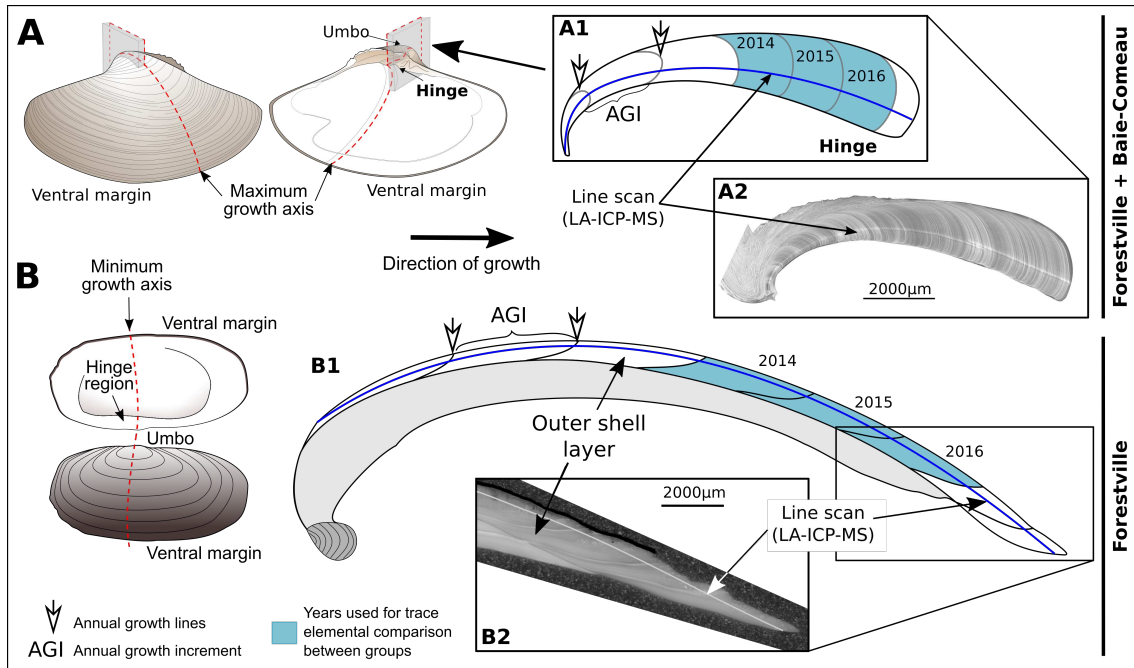 A
Umbo
Hinge
Ventral margin
Maximum
growth axis
Ventral margin
A1
2014
2015
2016
AGI
Hinge
Line scan
(LA-ICP-MS)
A2
2000µm
Direction of growth
Forestville + Baie-Comeau
B
Minimum
growth axis
Ventral margin
Hinge
region
Umbo
Ventral margin
B1
AGI
2014
2015
2016
Outer shell
layer
2000µm
Line scan
(LA-ICP-MS)
B2
Forestville
Annual growth lines
AGI Annual growth increment
Years used for trace
elemental comparison
between groups